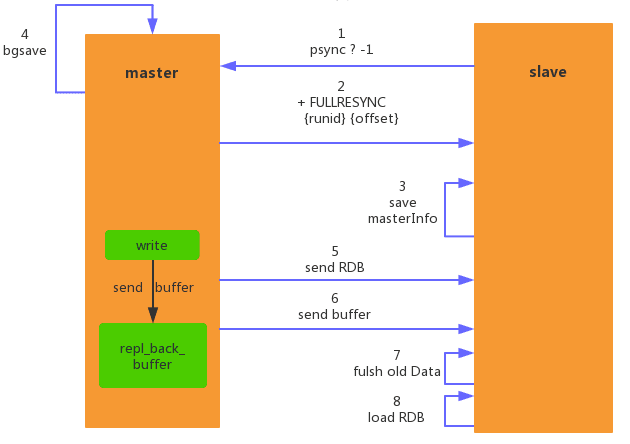 4
bgsave
master
1
psync ? -1
slave
2
+ FULLRESYNC
{runid} {offset}
3
save
masterInfo
write
send buffer
repl_back_
buffer
5
send RDB
6
send buffer
7
fulsh old Data
8
load RDB